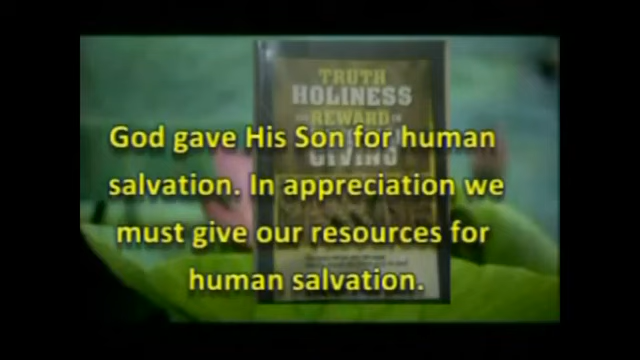 TRUTH
HOLINESS
REWARD
God gave His Son for human
GIVING
salvation. In appreciation we
must give our resources for
human salvation.